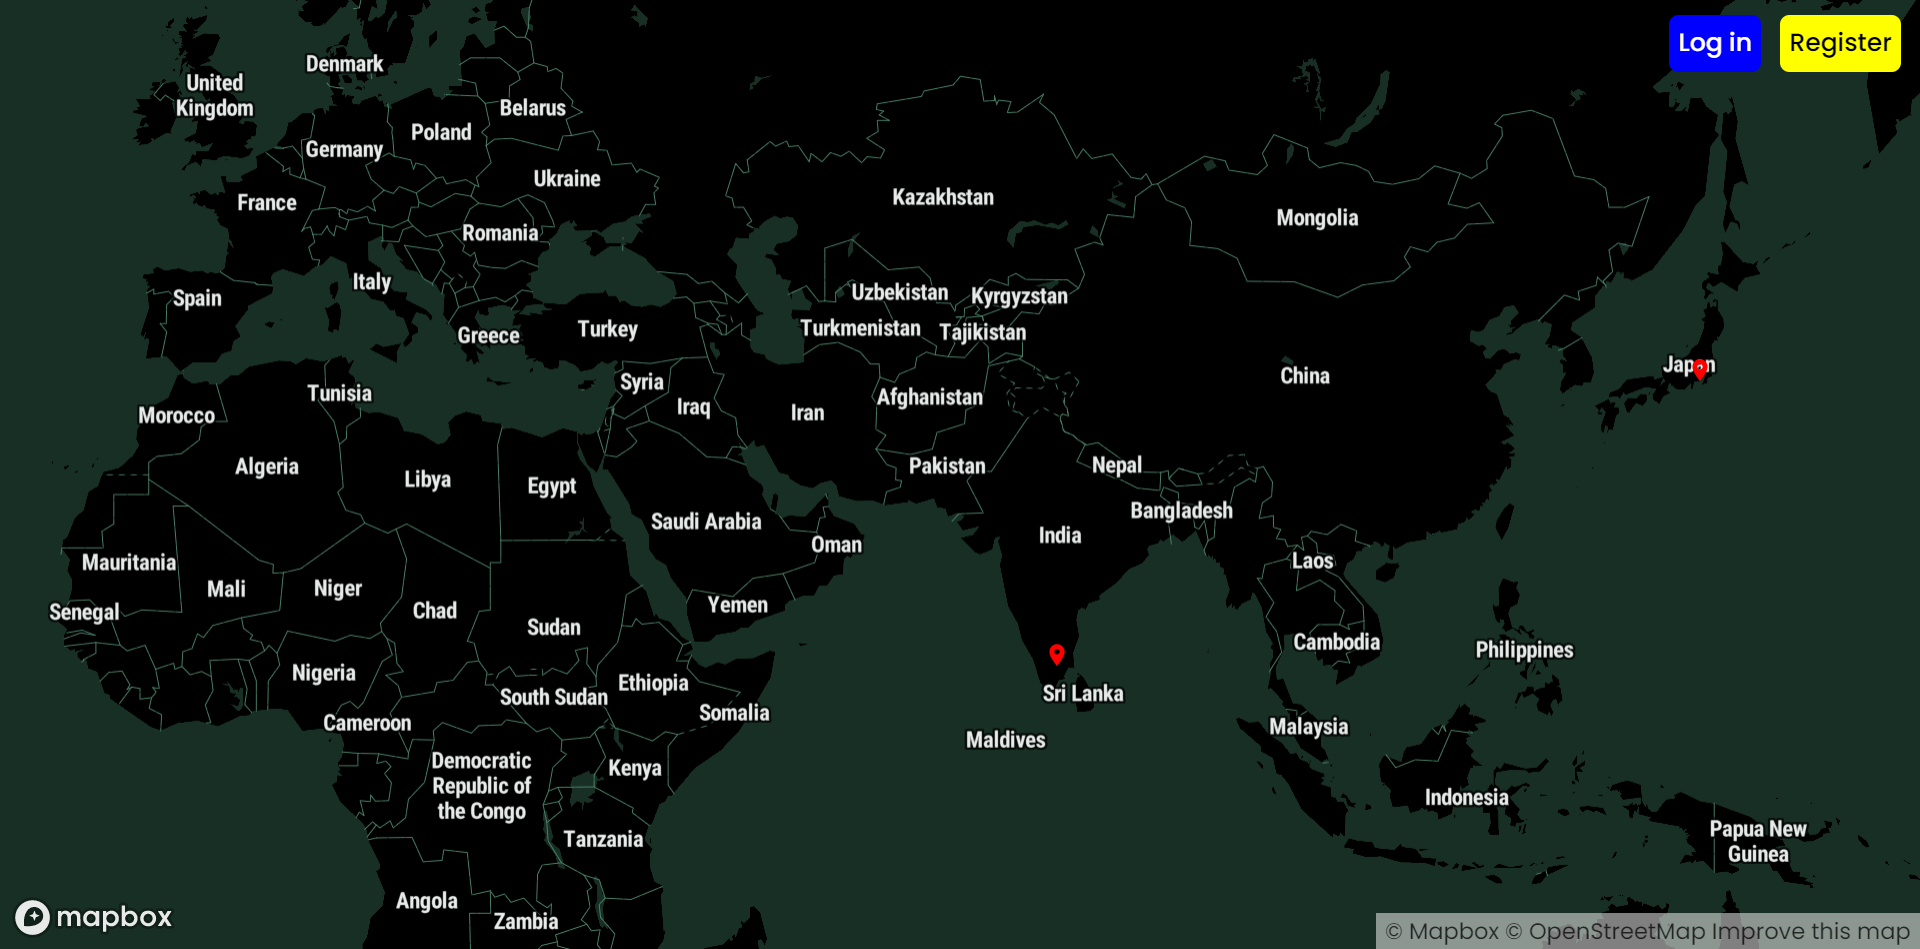 Log in
Register
Denmark
United
Kingdom
Belarus
Poland
Germany
Ukraine
France
Kazakhstan
Mongolia
Romania
Italy
Spain
Uzbekistan
Kyrgyzstan
Greece
Turkey
Turkmenistan
Tajikistan
Japan
China
Syria
Tunisia
Afghanistan
Iraq
Iran
Morocco
Algeria
Pakistan
Nepal
Libya
Egypt
Bangladesh
Saudi Arabia
India
Oman
Mauritania
Laos
Mali
Niger
Yemen
Senegal
Chad
Sudan
Cambodia
Philippines
Nigeria
Ethiopia
South Sudan
Sri Lanka
Somalia
Cameroon
Malaysia
Maldives
Democratic
Republic of
the Congo
Kenya
Indonesia
Tanzania
Papua New
Guinea
Angola
Zambia
mapbox
© Mapbox © OpenStreetMap Improve this map